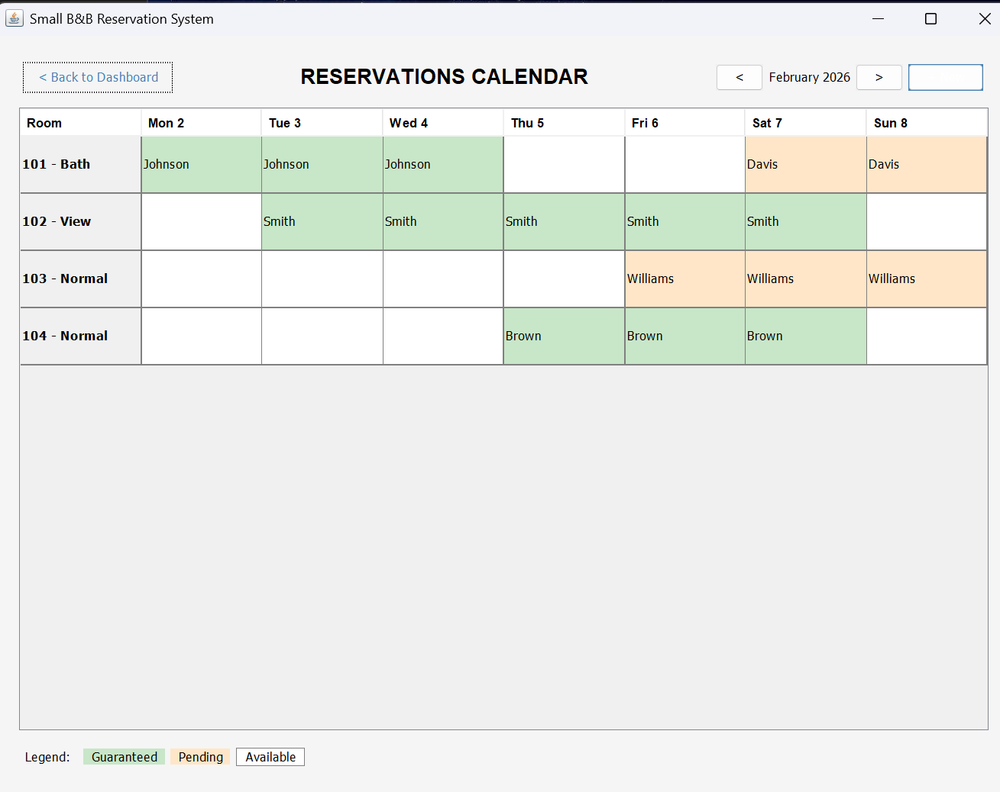 Small B&B Reservation System
< Back to Dashboard
RESERVATIONS CALENDAR
< February 2026 >
Room Mon 2 Tue 3 Wed 4 Thu 5 Fri 6 Sat 7 Sun 8
101 - Bath Johnson Johnson Johnson Davis Davis
102 - View Smith Smith Smith Smith Smith
103 - Normal Williams Williams Williams
104 - Normal Brown Brown Brown
Legend: Guaranteed Pending Available